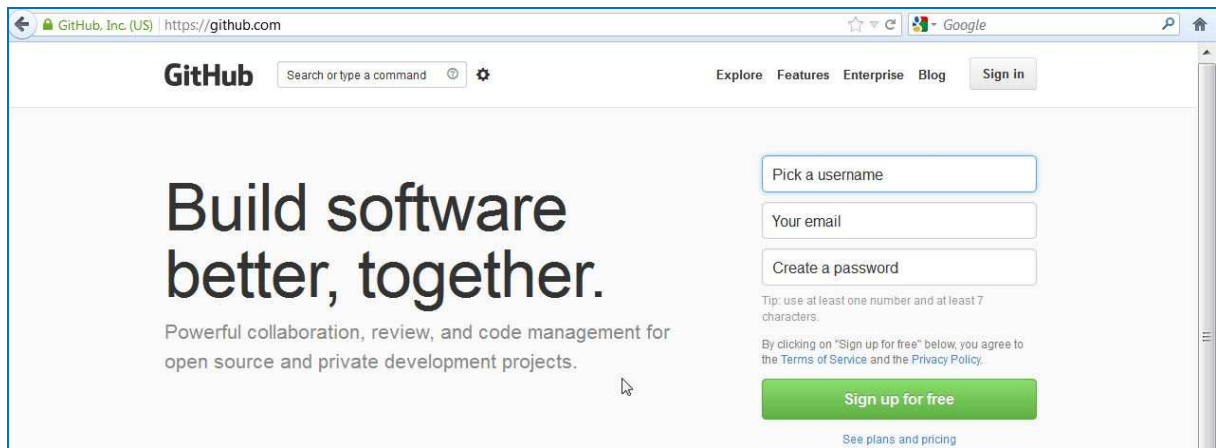 GitHub, Inc. (US) https://github.com Google
GitHub Search or type a command Explore Features Enterprise Blog Sign in
Build software
better, together.
Powerful collaboration, review, and code management for
open source and private development projects.
Pick a username
Your email
Create a password
Tip: use at least one number and at least 7
characters.
By clicking on "Sign up for free" below, you agree to
the Terms of Service and the Privacy Policy.
Sign up for free
See plans and pricing